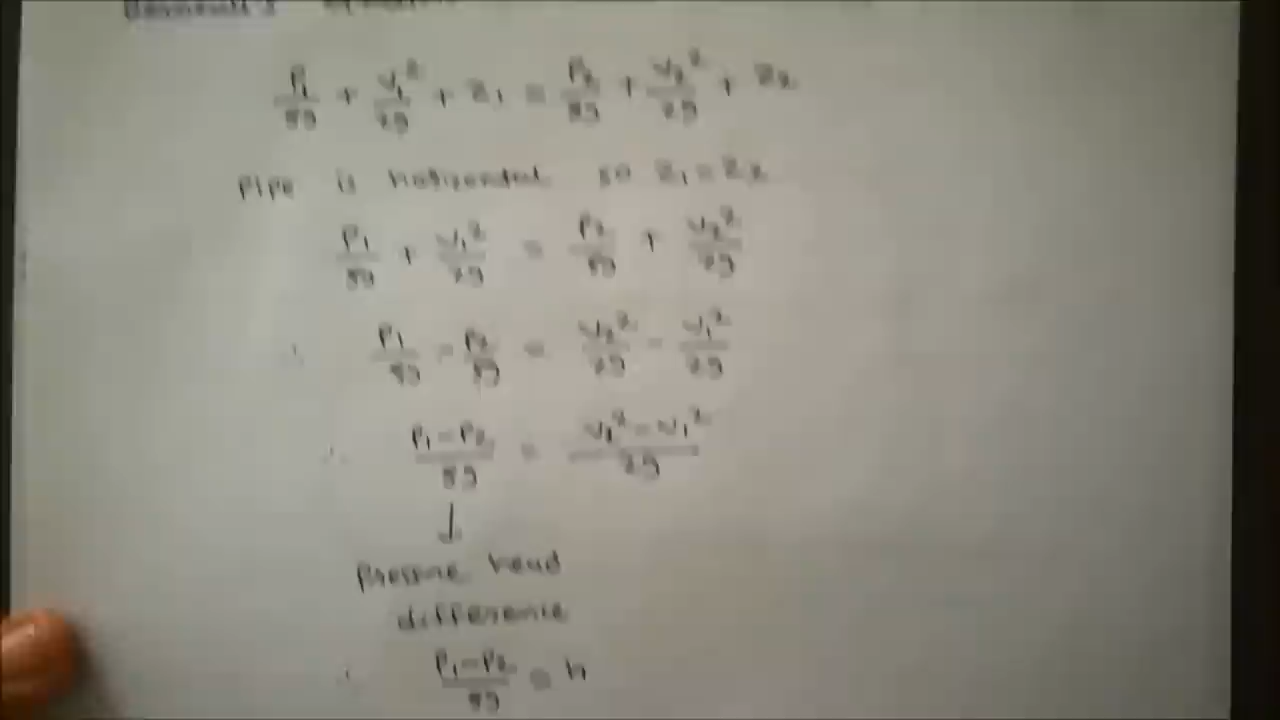 P₁/ρg + V₁²/2g + Z₁ = P₂/ρg + V₂²/2g + Z₂
Pipe is horizontal so Z₁ = Z₂
P₁/ρg + V₁²/2g = P₂/ρg + V₂²/2g
∴ P₁/ρg - P₂/ρg = V₂²/2g - V₁²/2g
∴ P₁-P₂/ρg = V₂² - V₁²/2g
↓
Pressure head
difference
∴ P₁-P₂/ρg = h